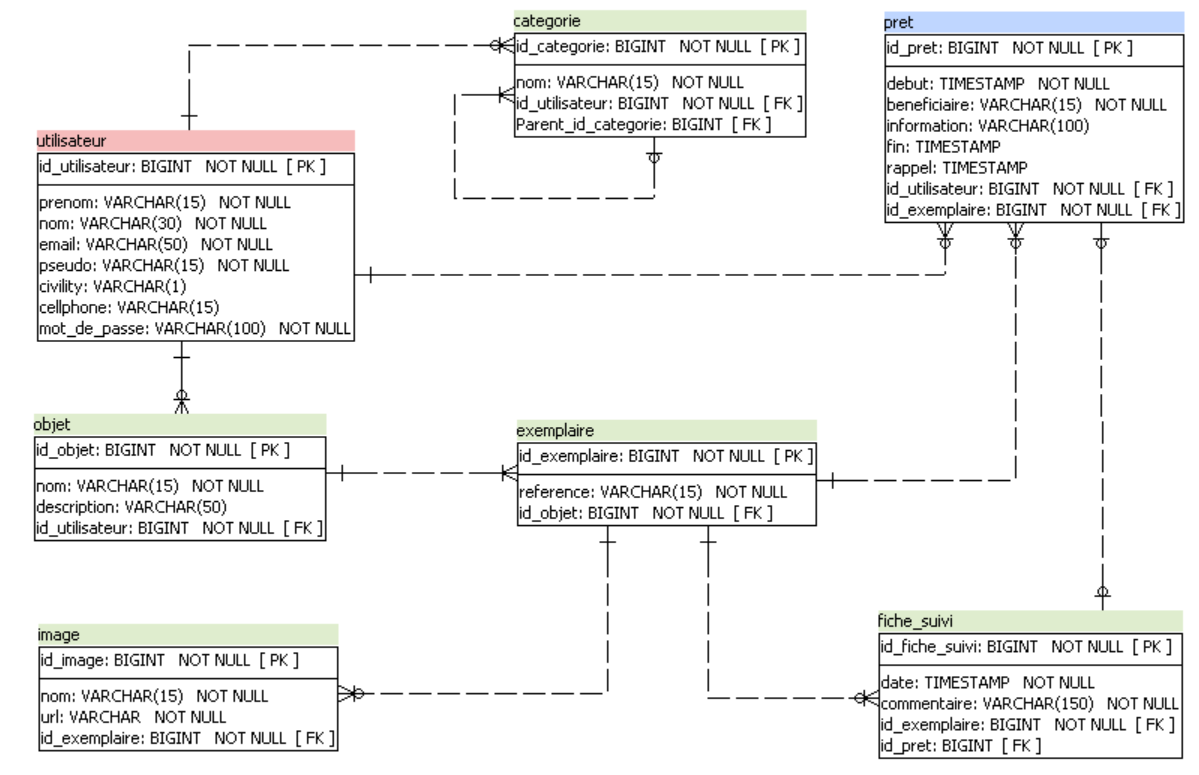 categorie
id_categorie: BIGINT NOT NULL [ PK ]
nom: VARCHAR(15) NOT NULL
id_utilisateur: BIGINT NOT NULL [ FK ]
Parent_id_categorie: BIGINT [ FK ]
pret
id_pret: BIGINT NOT NULL [ PK ]
debut: TIMESTAMP NOT NULL
beneficiaire: VARCHAR(15) NOT NULL
information: VARCHAR(100)
fin: TIMESTAMP
rappel: TIMESTAMP
id_utilisateur: BIGINT NOT NULL [ FK ]
id_exemplaire: BIGINT NOT NULL [ FK ]
utilisateur
id_utilisateur: BIGINT NOT NULL [ PK ]
prenom: VARCHAR(15) NOT NULL
nom: VARCHAR(30) NOT NULL
email: VARCHAR(50) NOT NULL
pseudo: VARCHAR(15) NOT NULL
civility: VARCHAR(1)
cellphone: VARCHAR(15)
mot_de_passe: VARCHAR(100) NOT NULL
objet
id_objet: BIGINT NOT NULL [ PK ]
nom: VARCHAR(15) NOT NULL
description: VARCHAR(50)
id_utilisateur: BIGINT NOT NULL [ FK ]
exemplaire
id_exemplaire: BIGINT NOT NULL [ PK ]
reference: VARCHAR(15) NOT NULL
id_objet: BIGINT NOT NULL [ FK ]
image
id_image: BIGINT NOT NULL [ PK ]
nom: VARCHAR(15) NOT NULL
url: VARCHAR NOT NULL
id_exemplaire: BIGINT NOT NULL [ FK ]
fiche_suivi
id_fiche_suivi: BIGINT NOT NULL [ PK ]
date: TIMESTAMP NOT NULL
commentaire: VARCHAR(150) NOT NULL
id_exemplaire: BIGINT NOT NULL [ FK ]
id_pret: BIGINT [ FK ]